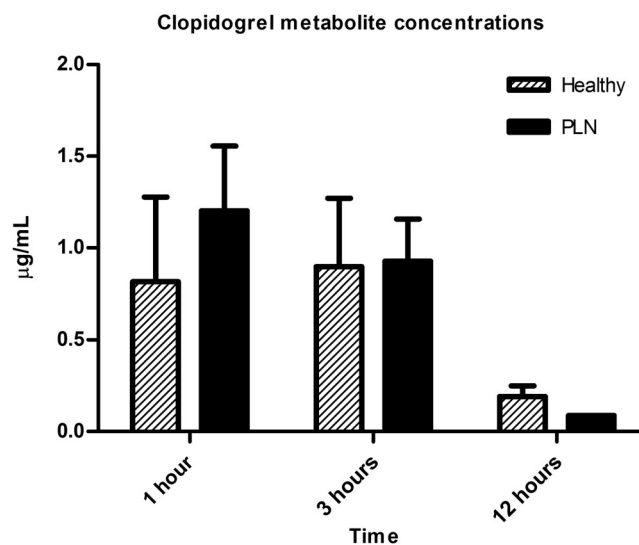 Clopidogrel metabolite concentrations
2.0
1.5
1.0
0.5
0.0
μg/mL
Healthy
PLN
1 hour
3 hours
12 hours
Time